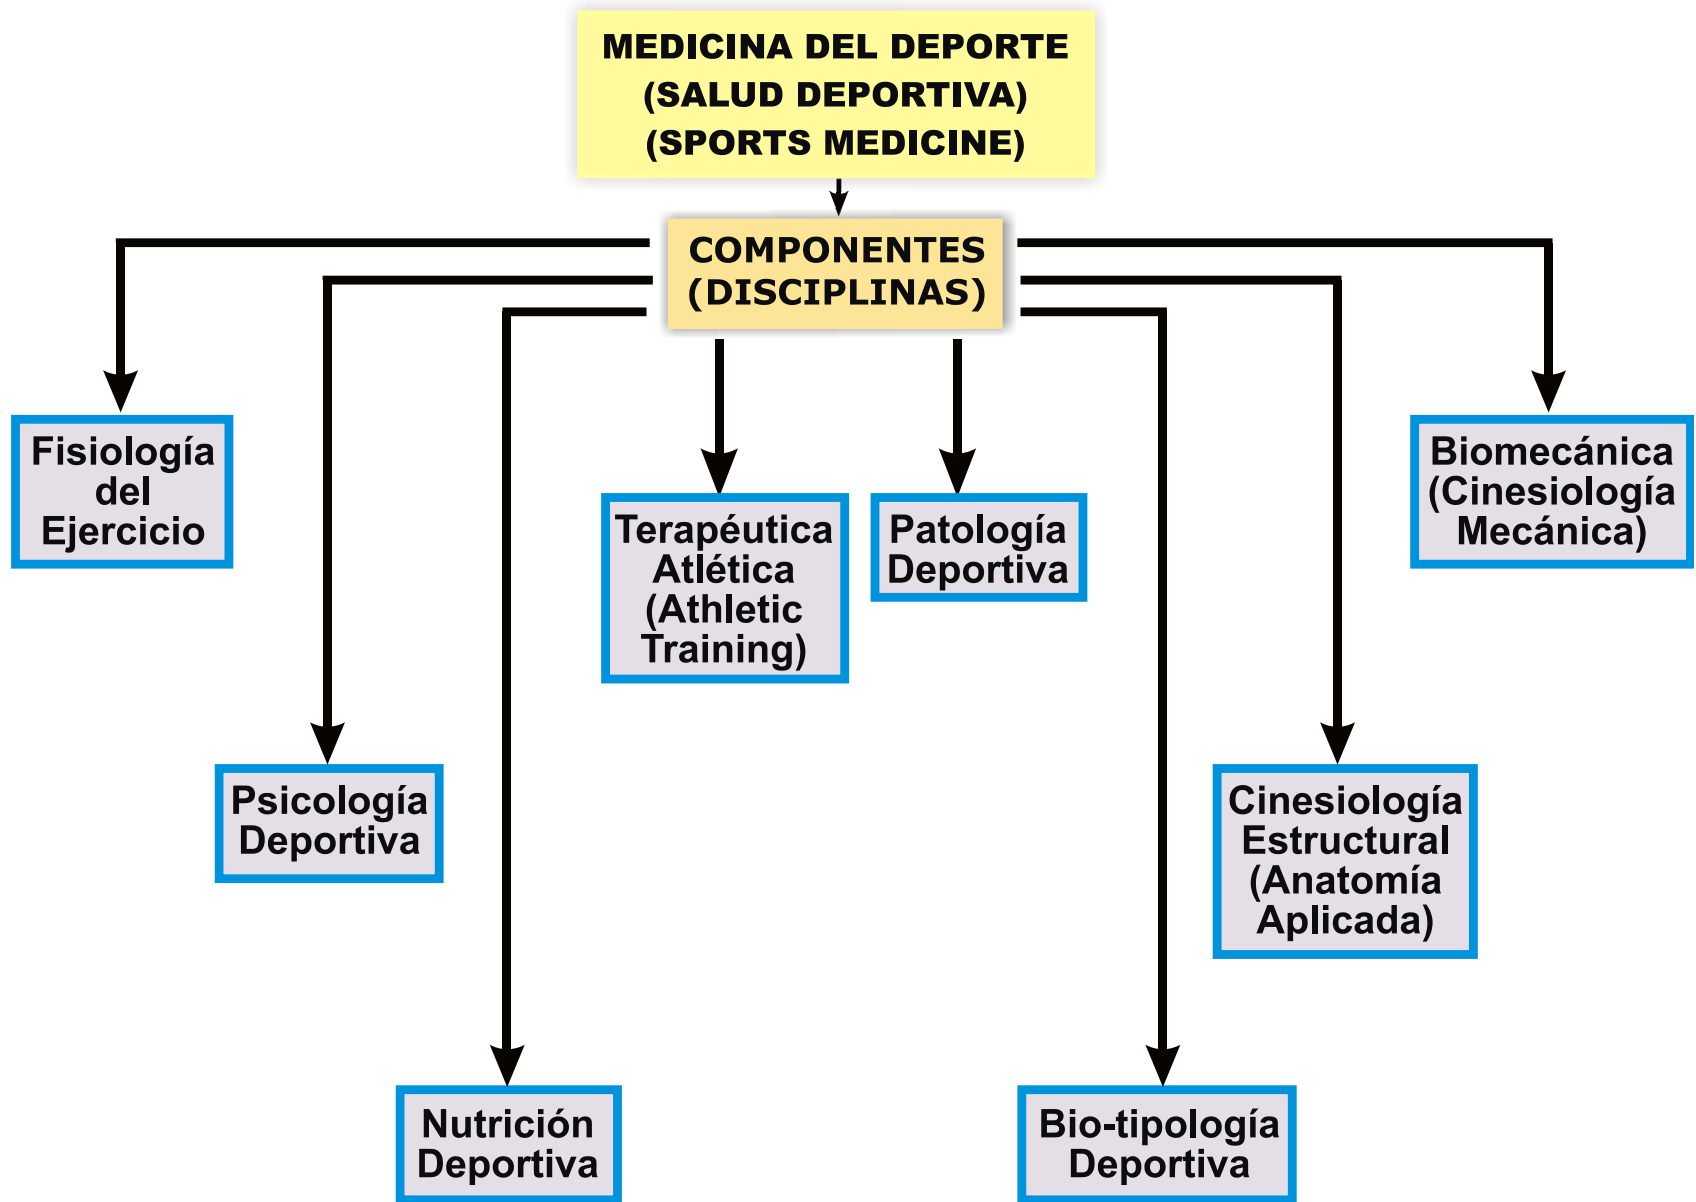 MEDICINA DEL DEPORTE
(SALUD DEPORTIVA)
(SPORTS MEDICINE)
COMPONENTES
(DISCIPLINAS)
Fisiología
del
Ejercicio
Psicología
Deportiva
Nutrición
Deportiva
Terapéutica
Atlética
(Athletic
Training)
Patología
Deportiva
Bio-tipología
Deportiva
Cinesiología
Estructural
(Anatomía
Aplicada)
Biomecánica
(Cinesiología
Mecánica)